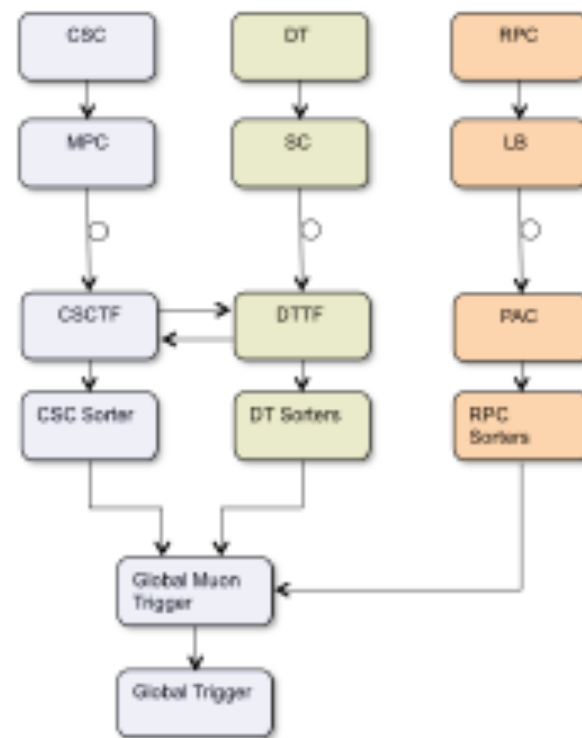 CSC
DT
RPC
MPC
SC
LB
CSCTF
DTTF
PAC
CSC Sorter
DT Sorters
RPC
Sorters
Global Muon
Trigger
Global Trigger